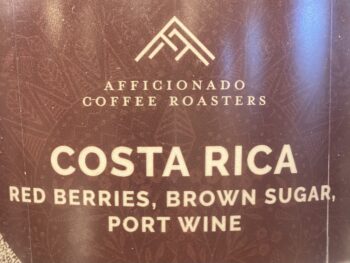 AFFICIONADO
COFFEE ROASTERS
COSTA RICA
RED BERRIES, BROWN SUGAR,
PORT WINE